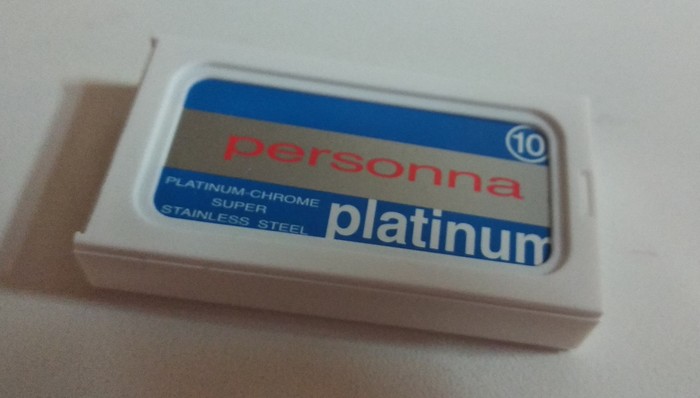 10
personna
PLATINUM-CHROME
SUPER
STAINLESS STEEL
platinum